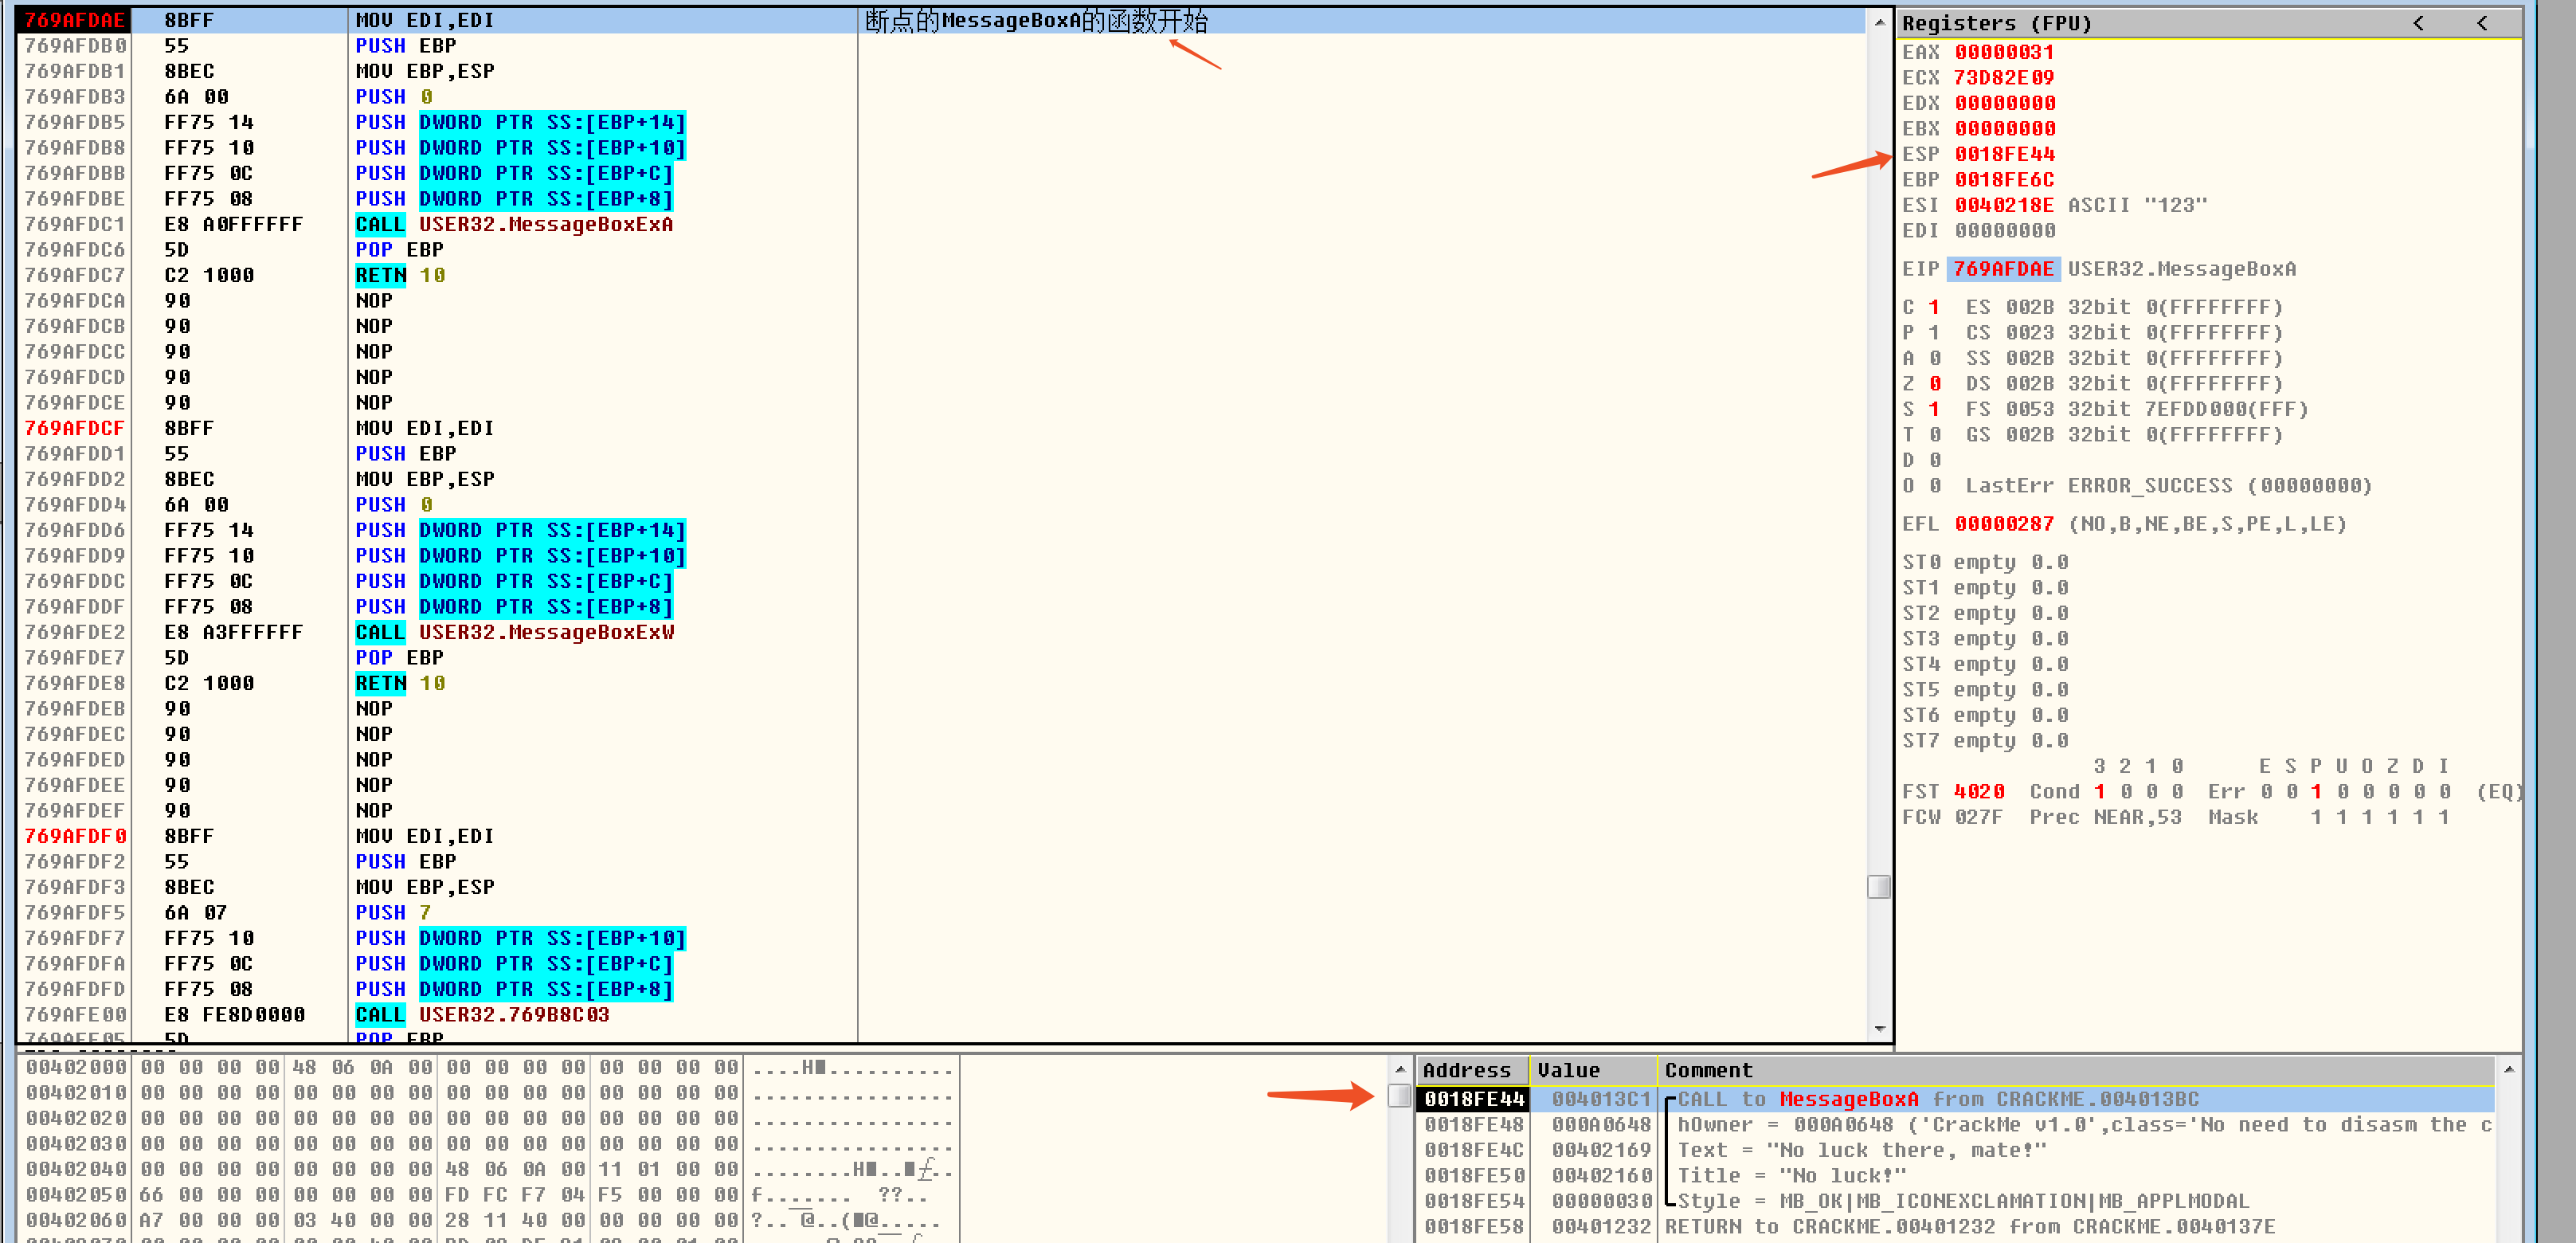 769AFDAE 8BFF MOV EDI,EDI 断点的MessageBoxA的函数开始
769AFDB0 55 PUSH EBP
769AFDB1 8BEC MOV EBP,ESP
769AFDB3 6A 00 PUSH 0
769AFDB5 FF75 14 PUSH DWORD PTR SS:[EBP+14]
769AFDB8 FF75 10 PUSH DWORD PTR SS:[EBP+10]
769AFDBB FF75 0C PUSH DWORD PTR SS:[EBP+C]
769AFDBE FF75 08 PUSH DWORD PTR SS:[EBP+8]
769AFDC1 E8 A0FFFFFF CALL USER32.MessageBoxExA
769AFDC6 5D POP EBP
769AFDC7 C2 1000 RETN 10
769AFDCA 90 NOP
769AFDCB 90 NOP
769AFDCC 90 NOP
769AFDCD 90 NOP
769AFDCE 90 NOP
769AFDCF 8BFF MOV EDI,EDI
769AFDD1 55 PUSH EBP
769AFDD2 8BEC MOV EBP,ESP
769AFDD4 6A 00 PUSH 0
769AFDD6 FF75 14 PUSH DWORD PTR SS:[EBP+14]
769AFDD9 FF75 10 PUSH DWORD PTR SS:[EBP+10]
769AFDDC FF75 0C PUSH DWORD PTR SS:[EBP+C]
769AFDDF FF75 08 PUSH DWORD PTR SS:[EBP+8]
769AFDE2 E8 A3FFFFFF CALL USER32.MessageBoxExW
769AFDE7 5D POP EBP
769AFDE8 C2 1000 RETN 10
769AFDEB 90 NOP
769AFDEC 90 NOP
769AFDED 90 NOP
769AFDEE 90 NOP
769AFDEF 90 NOP
769AFDF0 8BFF MOV EDI,EDI
769AFDF2 55 PUSH EBP
769AFDF3 8BEC MOV EBP,ESP
769AFDF5 6A 07 PUSH 7
769AFDF7 FF75 10 PUSH DWORD PTR SS:[EBP+10]
769AFDFA FF75 0C PUSH DWORD PTR SS:[EBP+C]
769AFDFD FF75 08 PUSH DWORD PTR SS:[EBP+8]
769AFE00 E8 FE8D0000 CALL USER32.769B8C03
769AFE05 5D POP EBP
Registers (FPU) < <
EAX 00000031
ECX 73D82E09
EDX 00000000
EBX 00000000
ESP 0018FE44
EBP 0018FE6C
ESI 0040218E ASCII "123"
EDI 00000000
EIP 769AFDAE USER32.MessageBoxA
C 1 ES 002B 32bit 0(FFFFFFFF)
P 1 CS 0023 32bit 0(FFFFFFFF)
A 0 SS 002B 32bit 0(FFFFFFFF)
Z 0 DS 002B 32bit 0(FFFFFFFF)
S 1 FS 0053 32bit 7EFDD000(FFF)
T 0 GS 002B 32bit 0(FFFFFFFF)
D 0
O 0 LastErr ERROR_SUCCESS (00000000)
EFL 00000287 (NO,B,NE,BE,S,PE,L,LE)
ST0 empty 0.0
ST1 empty 0.0
ST2 empty 0.0
ST3 empty 0.0
ST4 empty 0.0
ST5 empty 0.0
ST6 empty 0.0
ST7 empty 0.0
3 2 1 0 E S P U O Z D I
FST 4020 Cond 1 0 0 0 Err 0 0 1 0 0 0 0 0 (EQ)
FCW 027F Prec NEAR,53 Mask 1 1 1 1 1 1
00402000 00 00 00 00 48 06 0A 00 00 00 00 00 00 00 00 00 ....H■..........
00402010 00 00 00 00 00 00 00 00 00 00 00 00 00 00 00 00 ................
00402020 00 00 00 00 00 00 00 00 00 00 00 00 00 00 00 00 ................
00402030 00 00 00 00 00 00 00 00 00 00 00 00 00 00 00 00 ................
00402040 00 00 00 00 00 00 00 00 48 06 0A 00 11 01 00 00
00402050 66 00 00 00 00 00 00 00 FD FC F7 04 F5 00 00 00
00402060 A7 00 00 00 03 40 00 00 28 11 40 00 00 00 00 00
Address Value Comment
0018FE44 004013C1 CALL to MessageBoxA from CRACKME.004013BC
0018FE48 000A0648 hOwner = 000A0648 ('CrackMe v1.0',class='No need to disasm the c
0018FE4C 00402169 Text = "No luck there, mate!"
0018FE50 00402160 Title = "No luck!"
0018FE54 00000030 Style = MB_OK|MB_ICONEXCLAMATION|MB_APPLMODAL
0018FE58 00401232 RETURN to CRACKME.00401232 from CRACKME.0040137E